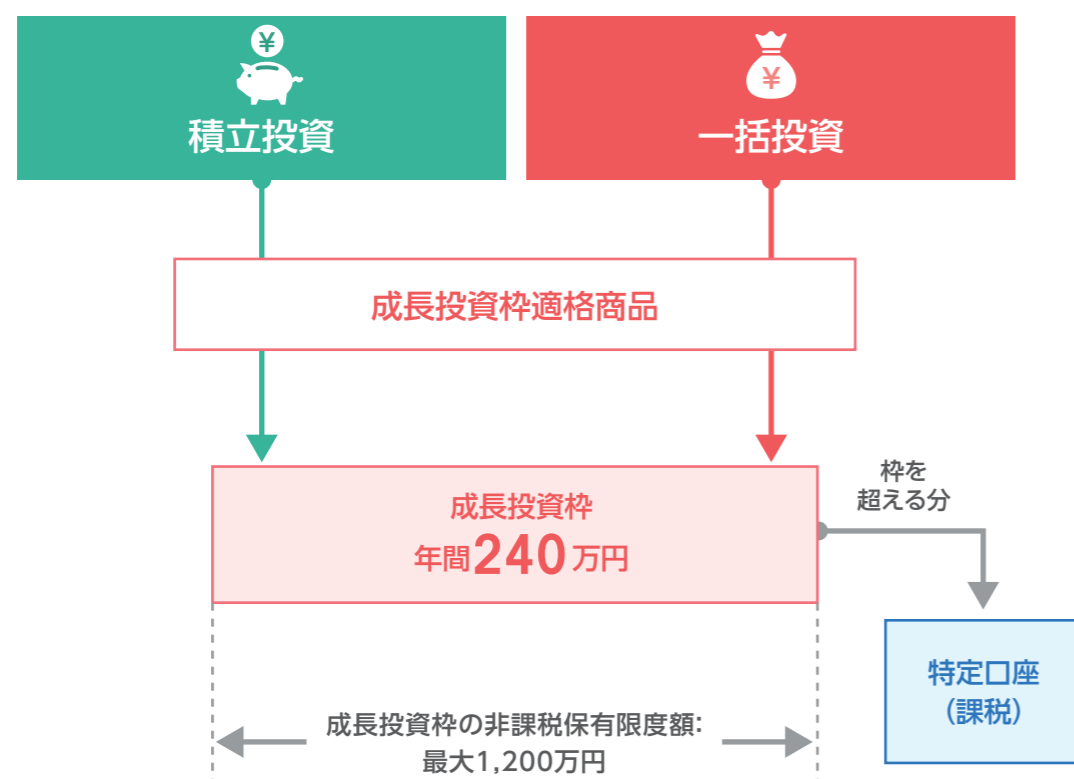 ¥
¥
積立投資
一括投資
成長投資枠適格商品
成長投資枠
年間240万円
枠を
超える分
特定口座
(課税)
成長投資枠の非課税保有限度額:
最大1,200万円